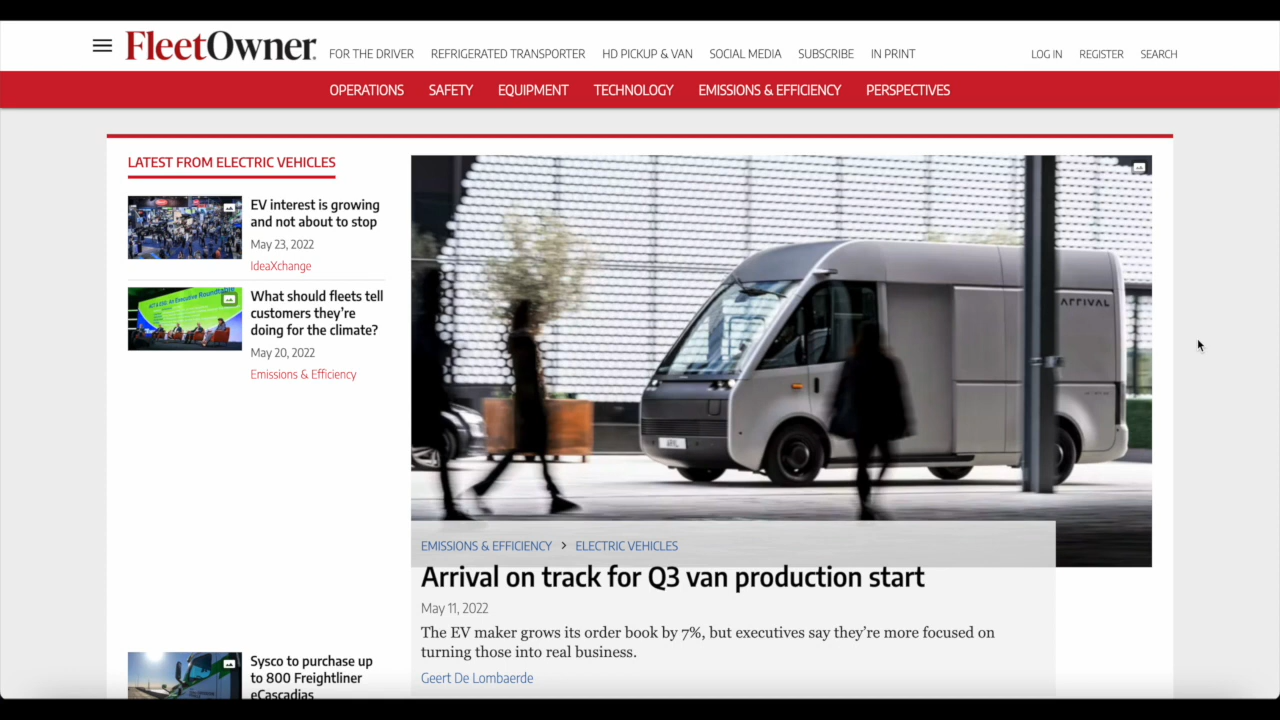 FleetOwner.
FOR THE DRIVER REFRIGERATED TRANSPORTER HD PICKUP & VAN SOCIAL MEDIA SUBSCRIBE IN PRINT
LOG IN REGISTER SEARCH
OPERATIONS SAFETY EQUIPMENT TECHNOLOGY EMISSIONS & EFFICIENCY PERSPECTIVES
LATEST FROM ELECTRIC VEHICLES
EV interest is growing
and not about to stop
May 23, 2022
IdeaXchange
What should fleets tell
customers they're
doing for the climate?
May 20, 2022
Emissions & Efficiency
Sysco to purchase up
to 800 Freightliner
eCascadias
ARRIVAL
EMISSIONS & EFFICIENCY > ELECTRIC VEHICLES
Arrival on track for Q3 van production start
May 11, 2022
The EV maker grows its order book by 7%, but executives say they're more focused on
turning those into real business.
Geert De Lombaerde